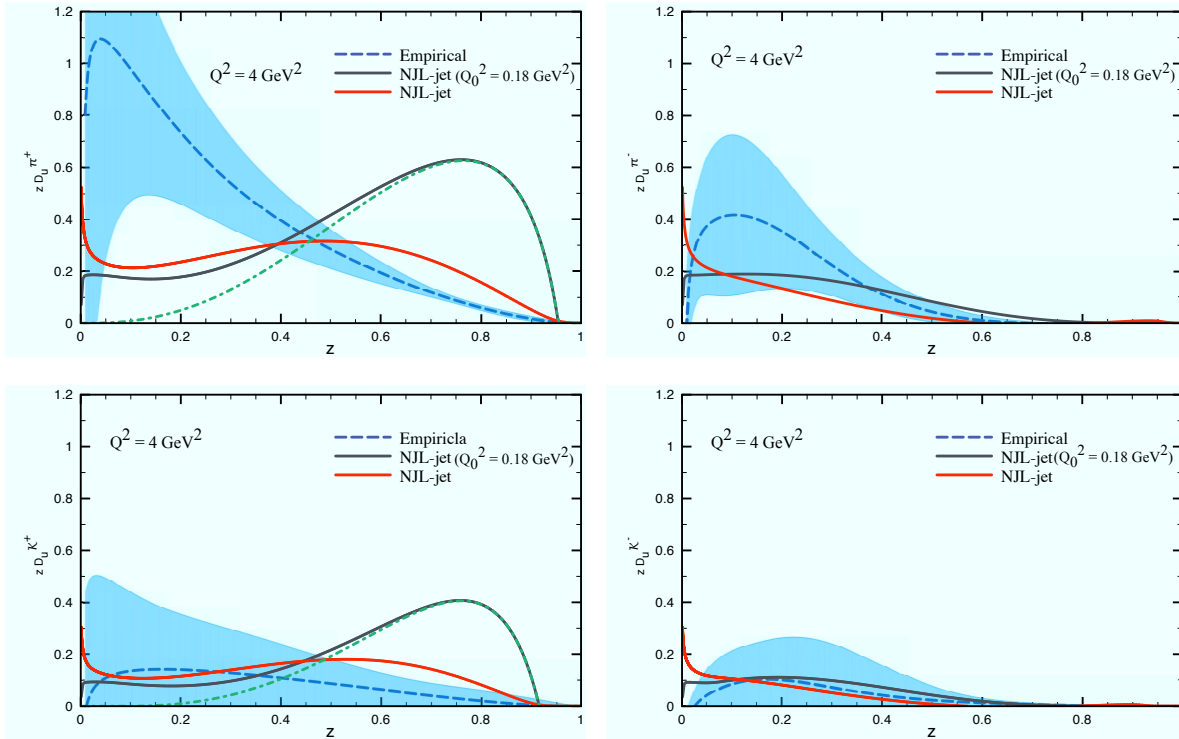 1.2
1
0.8
0.6
0.4
0.2
0
z D_u^π^+
Q^2 = 4 GeV^2
Empirical
NJL-jet (Q_0^2 = 0.18 GeV^2)
NJL-jet
0 0.2 0.4 0.6 0.8 1
z
1.2
1
0.8
0.6
0.4
0.2
0
z D_u^π^-
Q^2 = 4 GeV^2
Empirical
NJL-jet (Q_0^2 = 0.18 GeV^2)
NJL-jet
0 0.2 0.4 0.6 0.8
z
1.2
1
0.8
0.6
0.4
0.2
0
z D_u^K^+
Q^2 = 4 GeV^2
Empiricla
NJL-jet (Q_0^2 = 0.18 GeV^2)
NJL-jet
0 0.2 0.4 0.6 0.8 1
z
1.2
1
0.8
0.6
0.4
0.2
0
z D_u^K^-
Q^2 = 4 GeV^2
Empirical
NJL-jet (Q_0^2 = 0.18 GeV^2)
NJL-jet
0 0.2 0.4 0.6 0.8
z